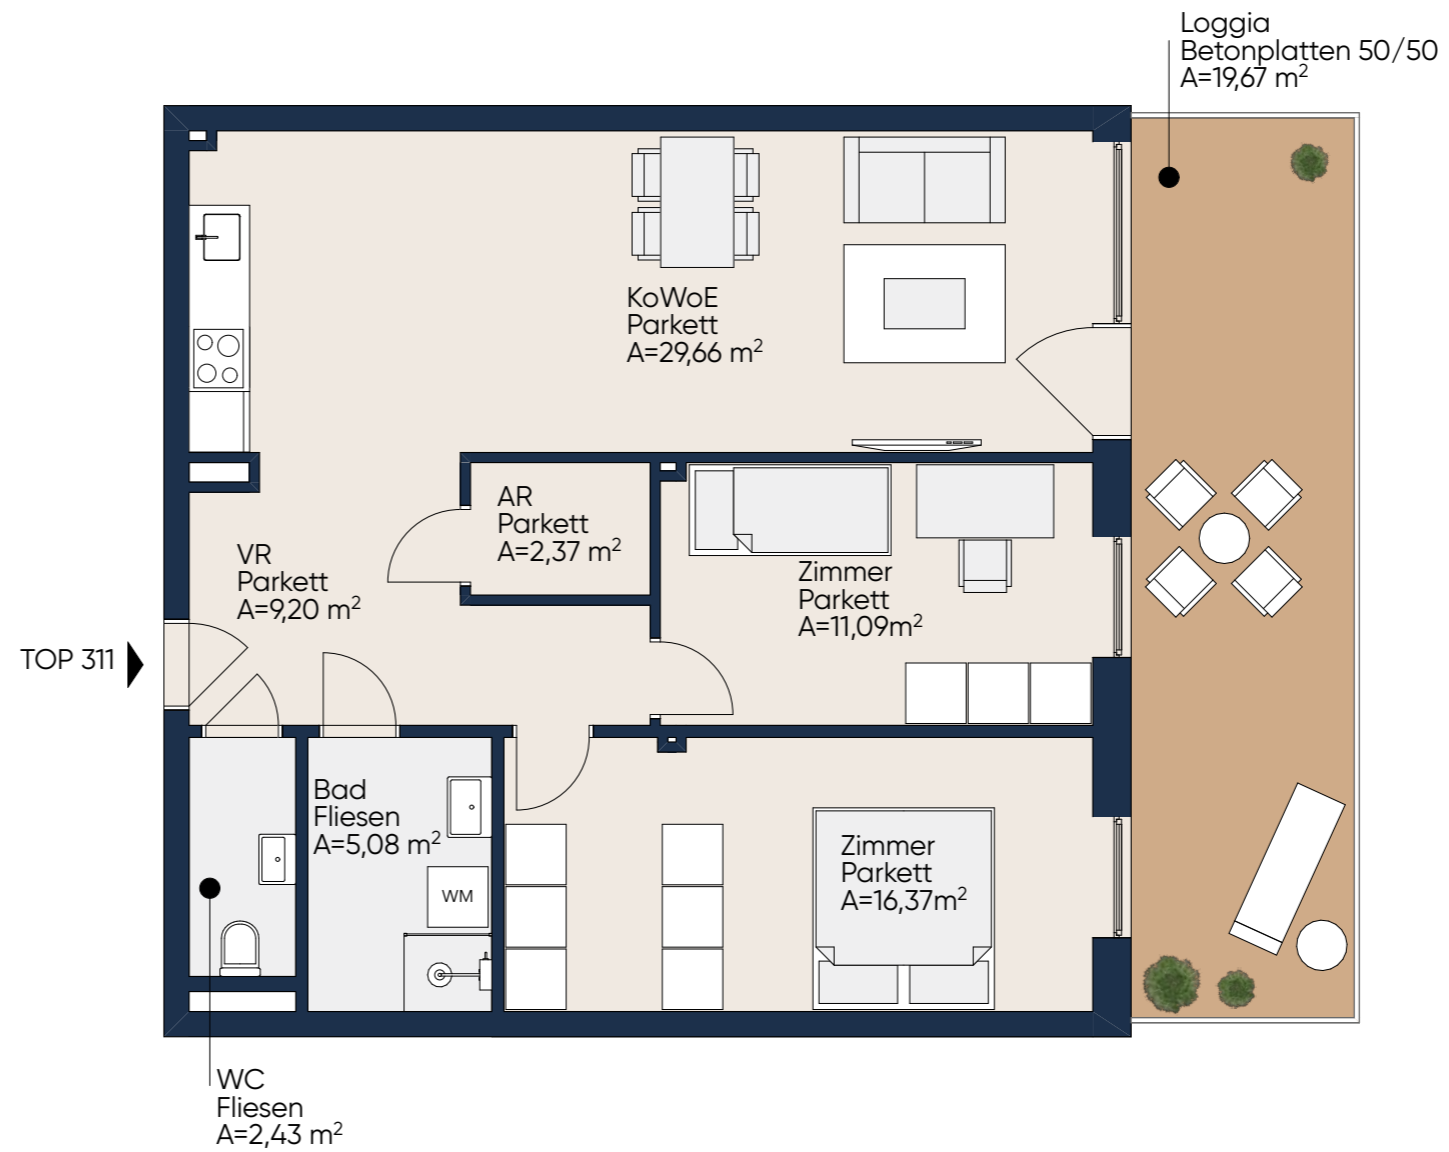 Loggia
Betonplatten 50/50
A=19,67 m²
KoWoE
Parkett
A=29,66 m²
AR
Parkett
A=2,37 m²
VR
Parkett
A=9,20 m²
Zimmer
Parkett
A=11,09m²
TOP 311
Bad
Fliesen
A=5,08 m²
WM
Zimmer
Parkett
A=16,37m²
WC
Fliesen
A=2,43 m²